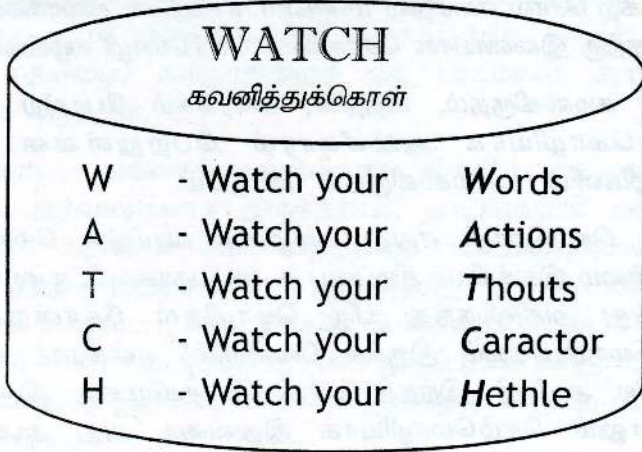 WATCH
கவனித்துக்கொள்
W - Watch your Words
A - Watch your Actions
T - Watch your Thouts
C - Watch your Caractor
H - Watch your Hethle